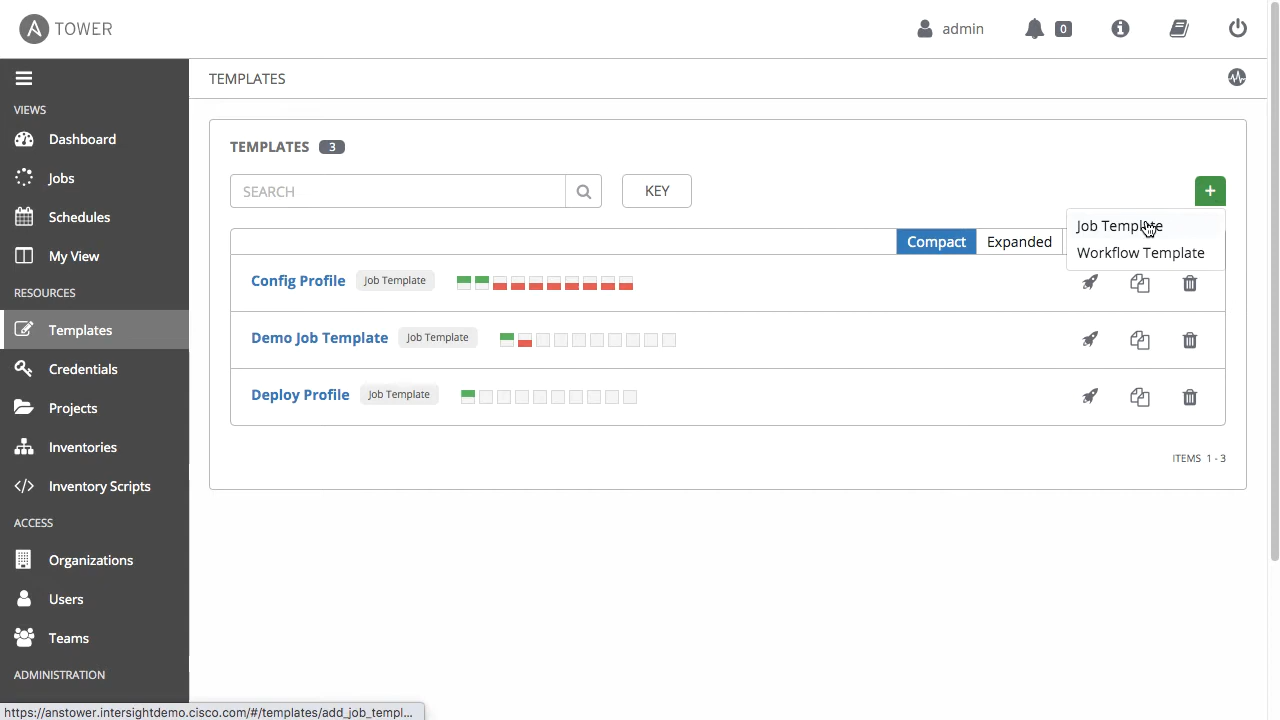 TOWER
admin
0
TEMPLATES
VIEWS
Dashboard
Jobs
Schedules
My View
RESOURCES
Templates
Credentials
Projects
Inventories
Inventory Scripts
ACCESS
Organizations
Users
Teams
ADMINISTRATION
TEMPLATES 3
SEARCH
KEY
+
Job Template
Workflow Template
Compact Expanded
Config Profile Job Template
Demo Job Template Job Template
Deploy Profile Job Template
ITEMS 1 - 3
https://anstower.intersightdemo.cisco.com/#/templates/add_job_templ...